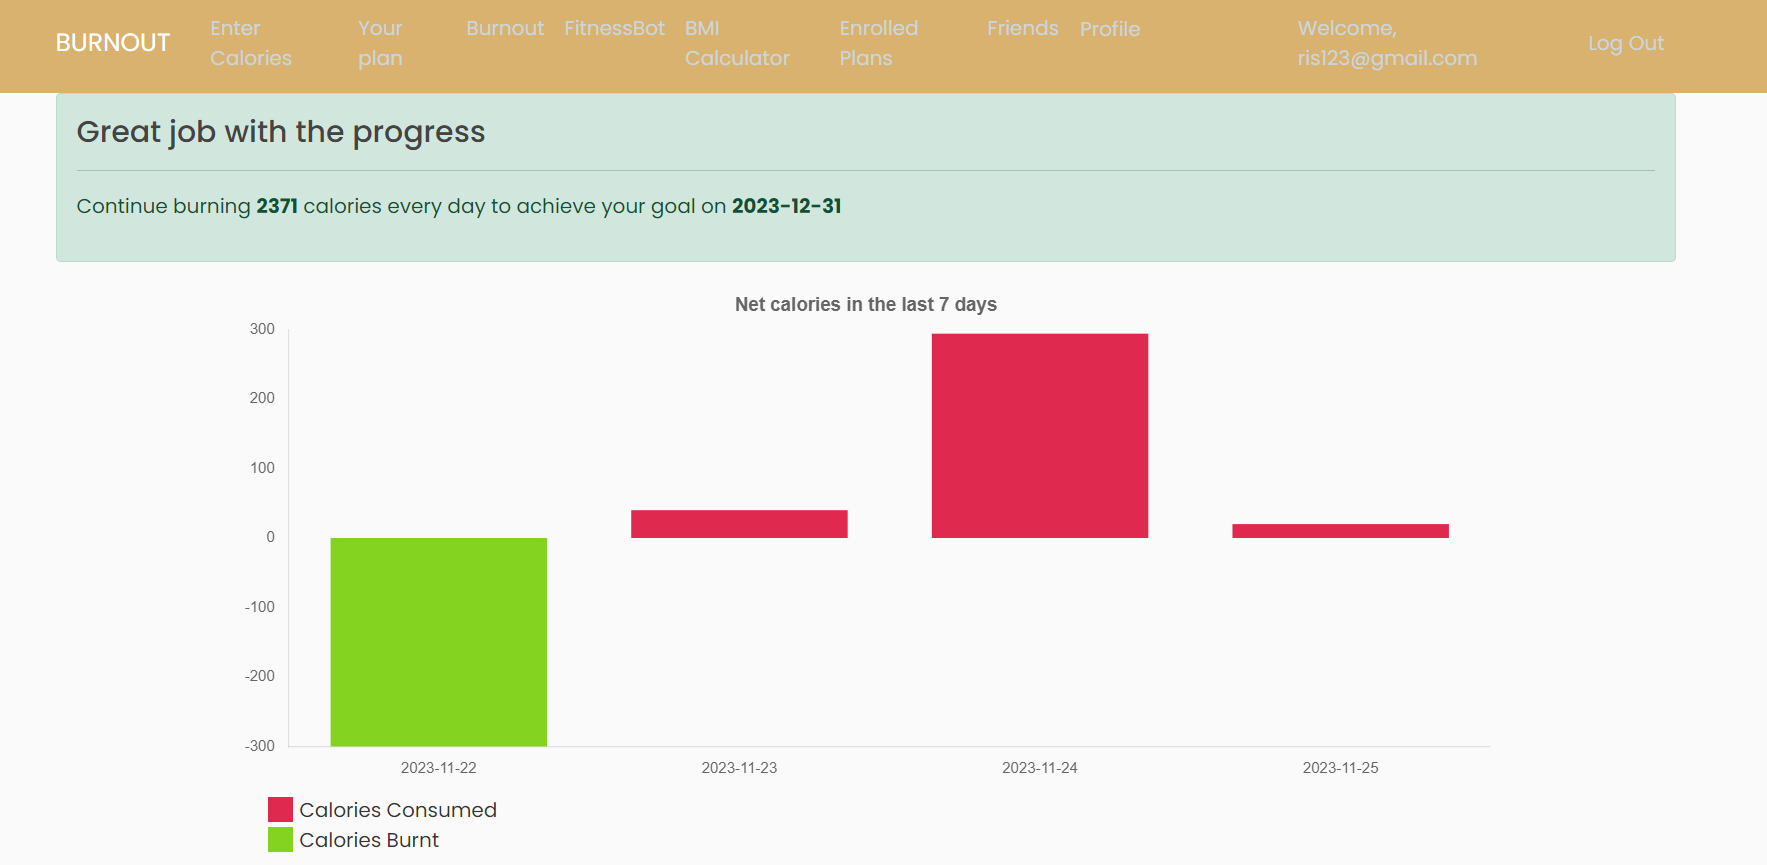 BURNOUT
Enter
Calories
Your
plan
Burnout
FitnessBot
BMI
Calculator
Enrolled
Plans
Friends
Profile
Welcome,
ris123@gmail.com
Log Out
Great job with the progress
Continue burning 2371 calories every day to achieve your goal on 2023-12-31
Net calories in the last 7 days
300
200
100
0
-100
-200
-300
2023-11-22
2023-11-23
2023-11-24
2023-11-25
Calories Consumed
Calories Burnt